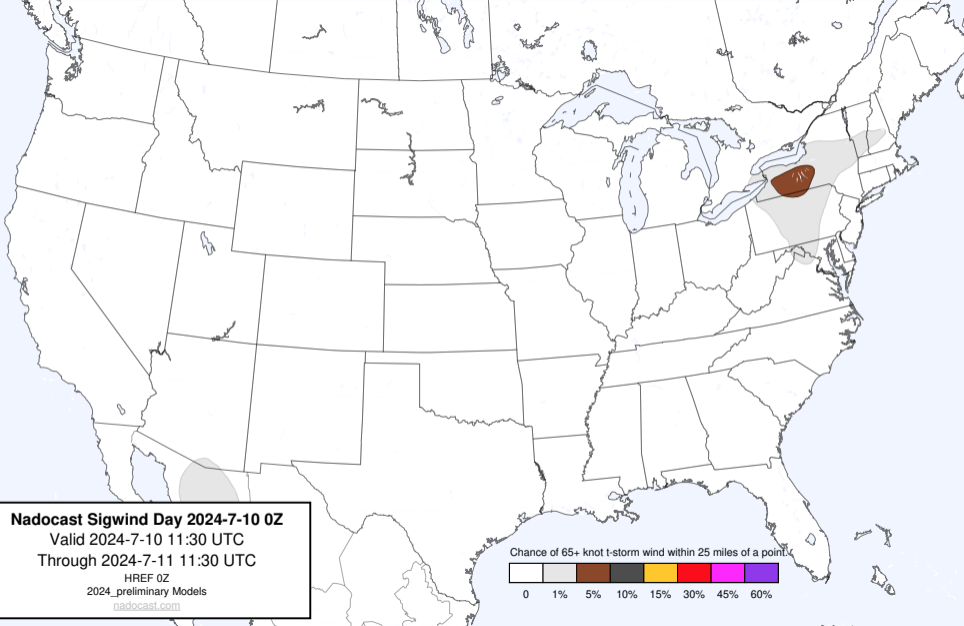 Nadocast Sigwind Day 2024-7-10 0Z
Valid 2024-7-10 11:30 UTC
Through 2024-7-11 11:30 UTC
HREF 0Z
2024_preliminary Models
nadocast.com
Chance of 65+ knot t-storm wind within 25 miles of a point.
0 1% 5% 10% 15% 30% 45% 60%